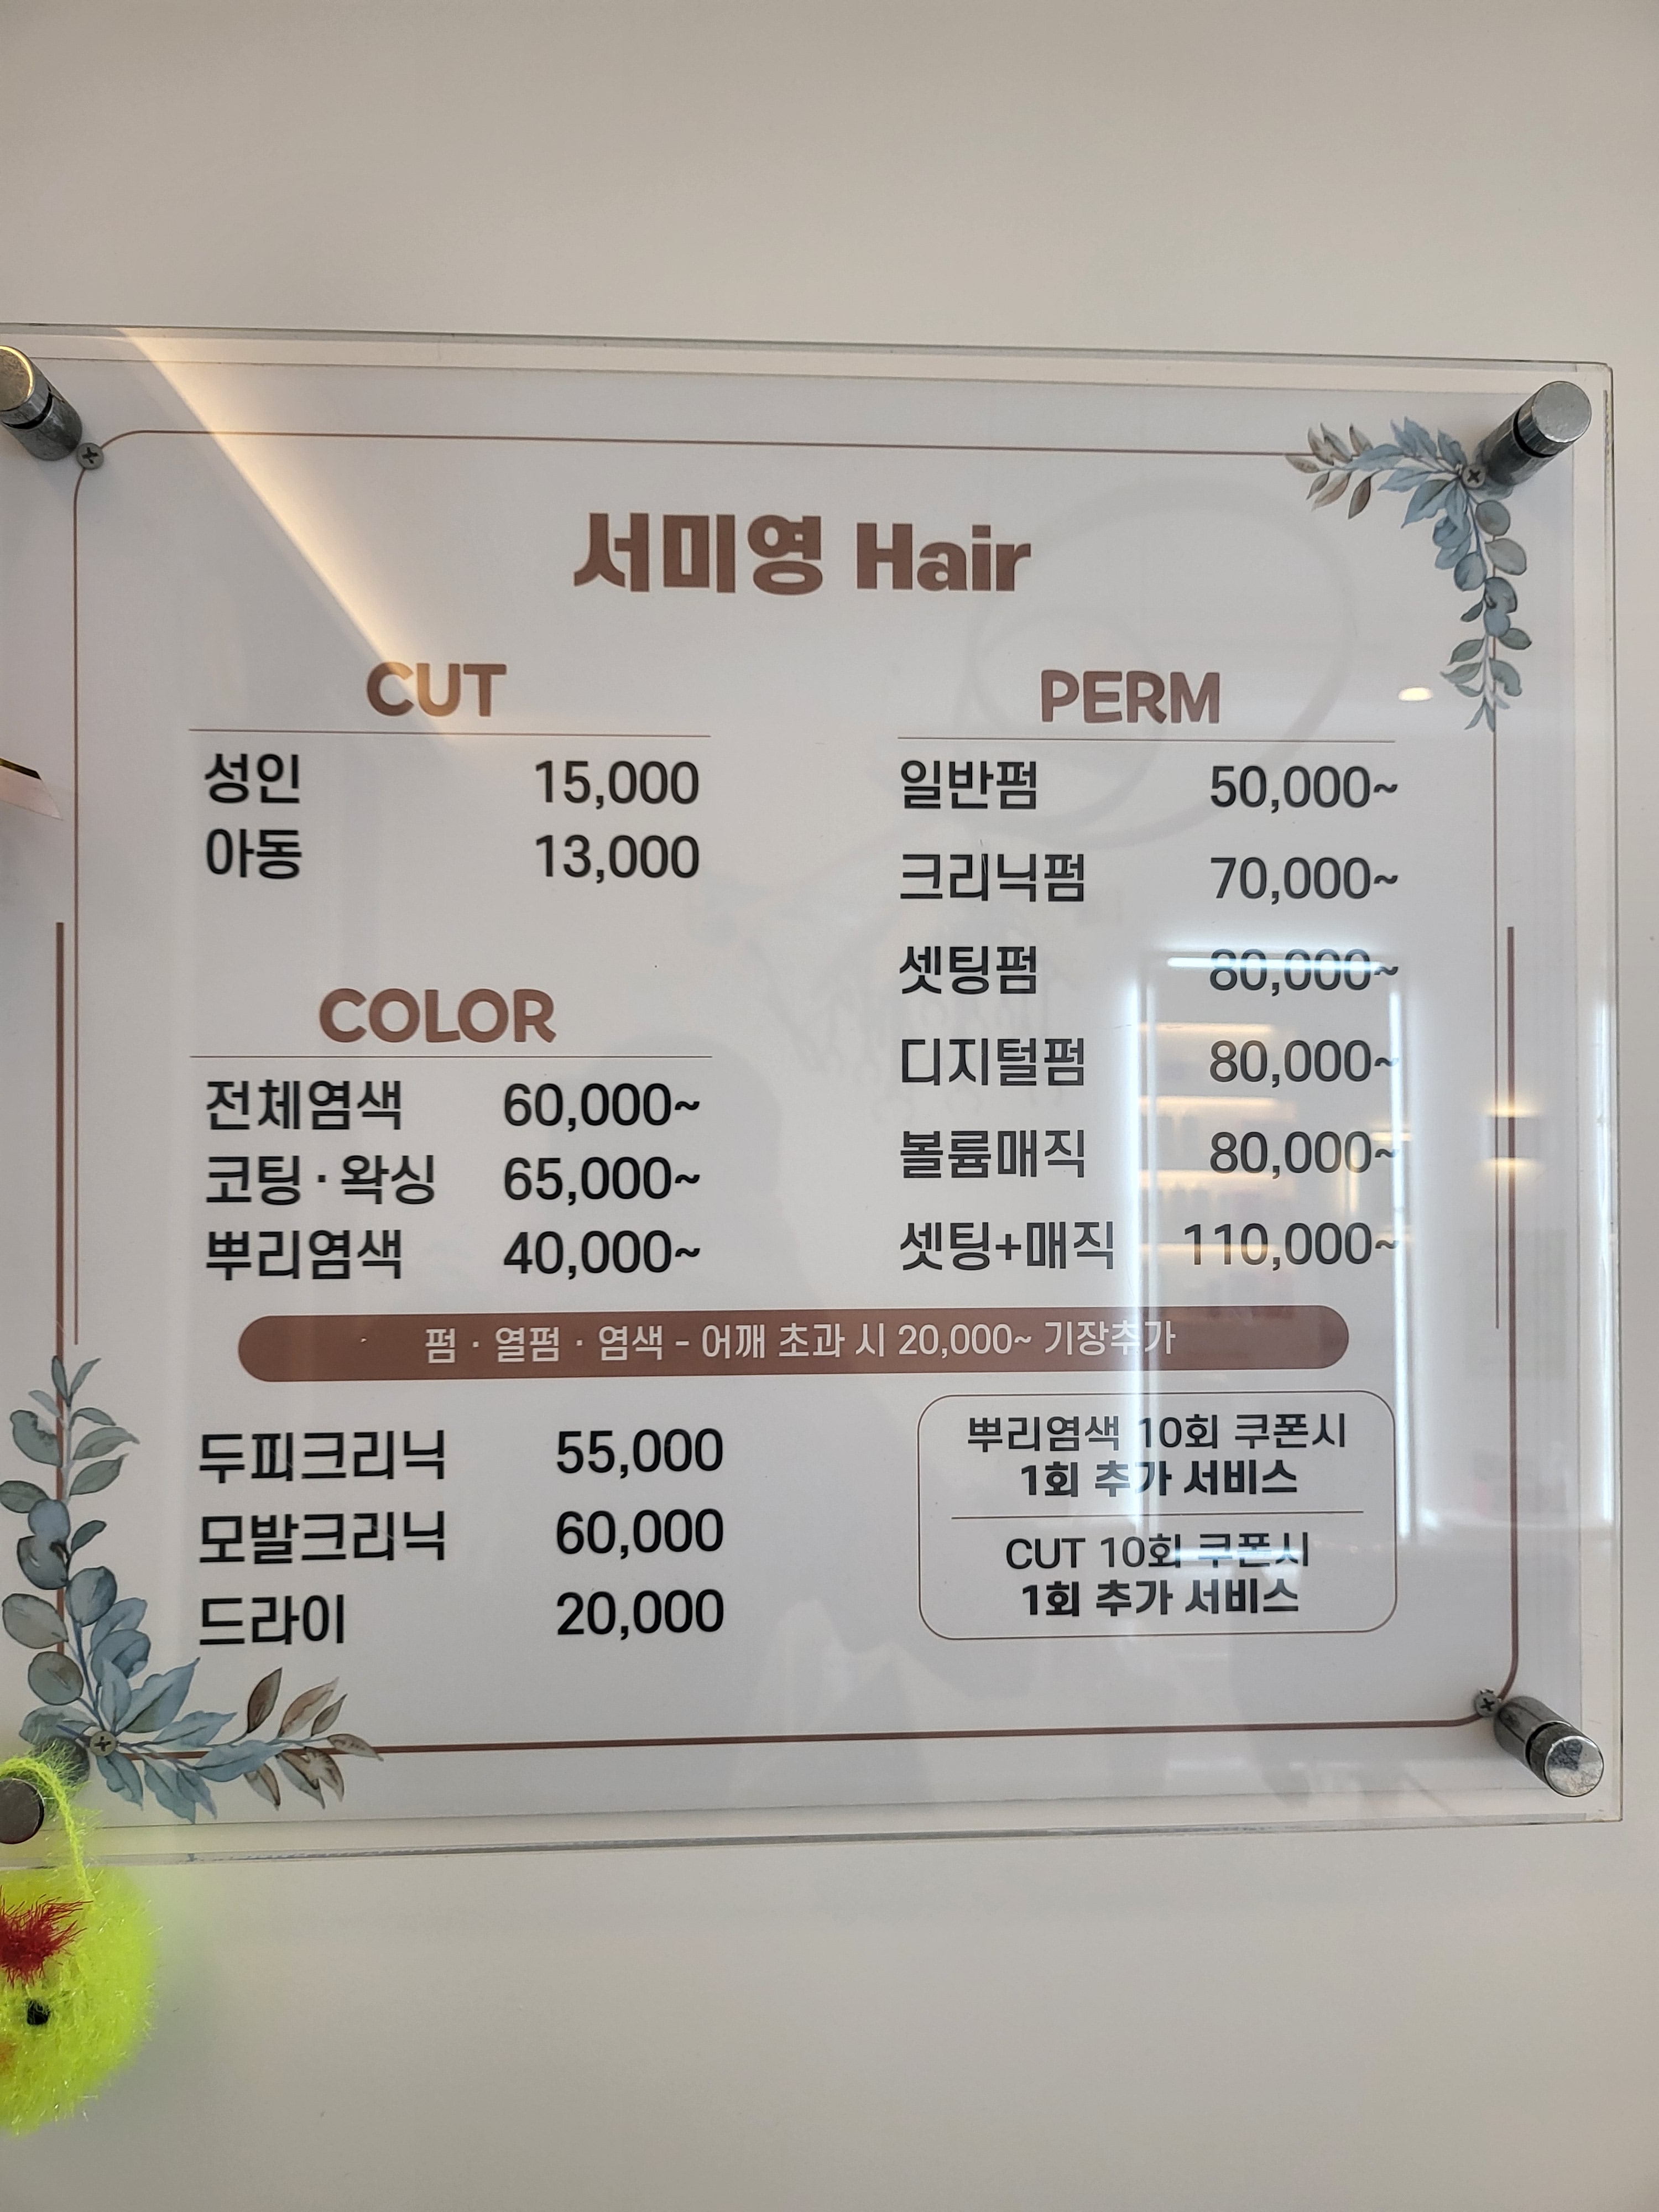 서미영 Hair
CUT
성인 15,000
아동 13,000
COLOR
전체염색 60,000~
코팅·왁싱 65,000~
뿌리염색 40,000~
PERM
일반펌 50,000~
크리닉펌 70,000~
셋팅펌 80,000~
디지털펌 80,000~
볼륨매직 80,000~
셋팅+매직 110,000~
펌 · 열펌 · 염색 - 어깨 초과 시 20,000~ 기장추가
두피크리닉 55,000
모발크리닉 60,000
드라이 20,000
뿌리염색 10회 쿠폰시
1회 추가 서비스
CUT 10회 쿠폰시
1회 추가 서비스